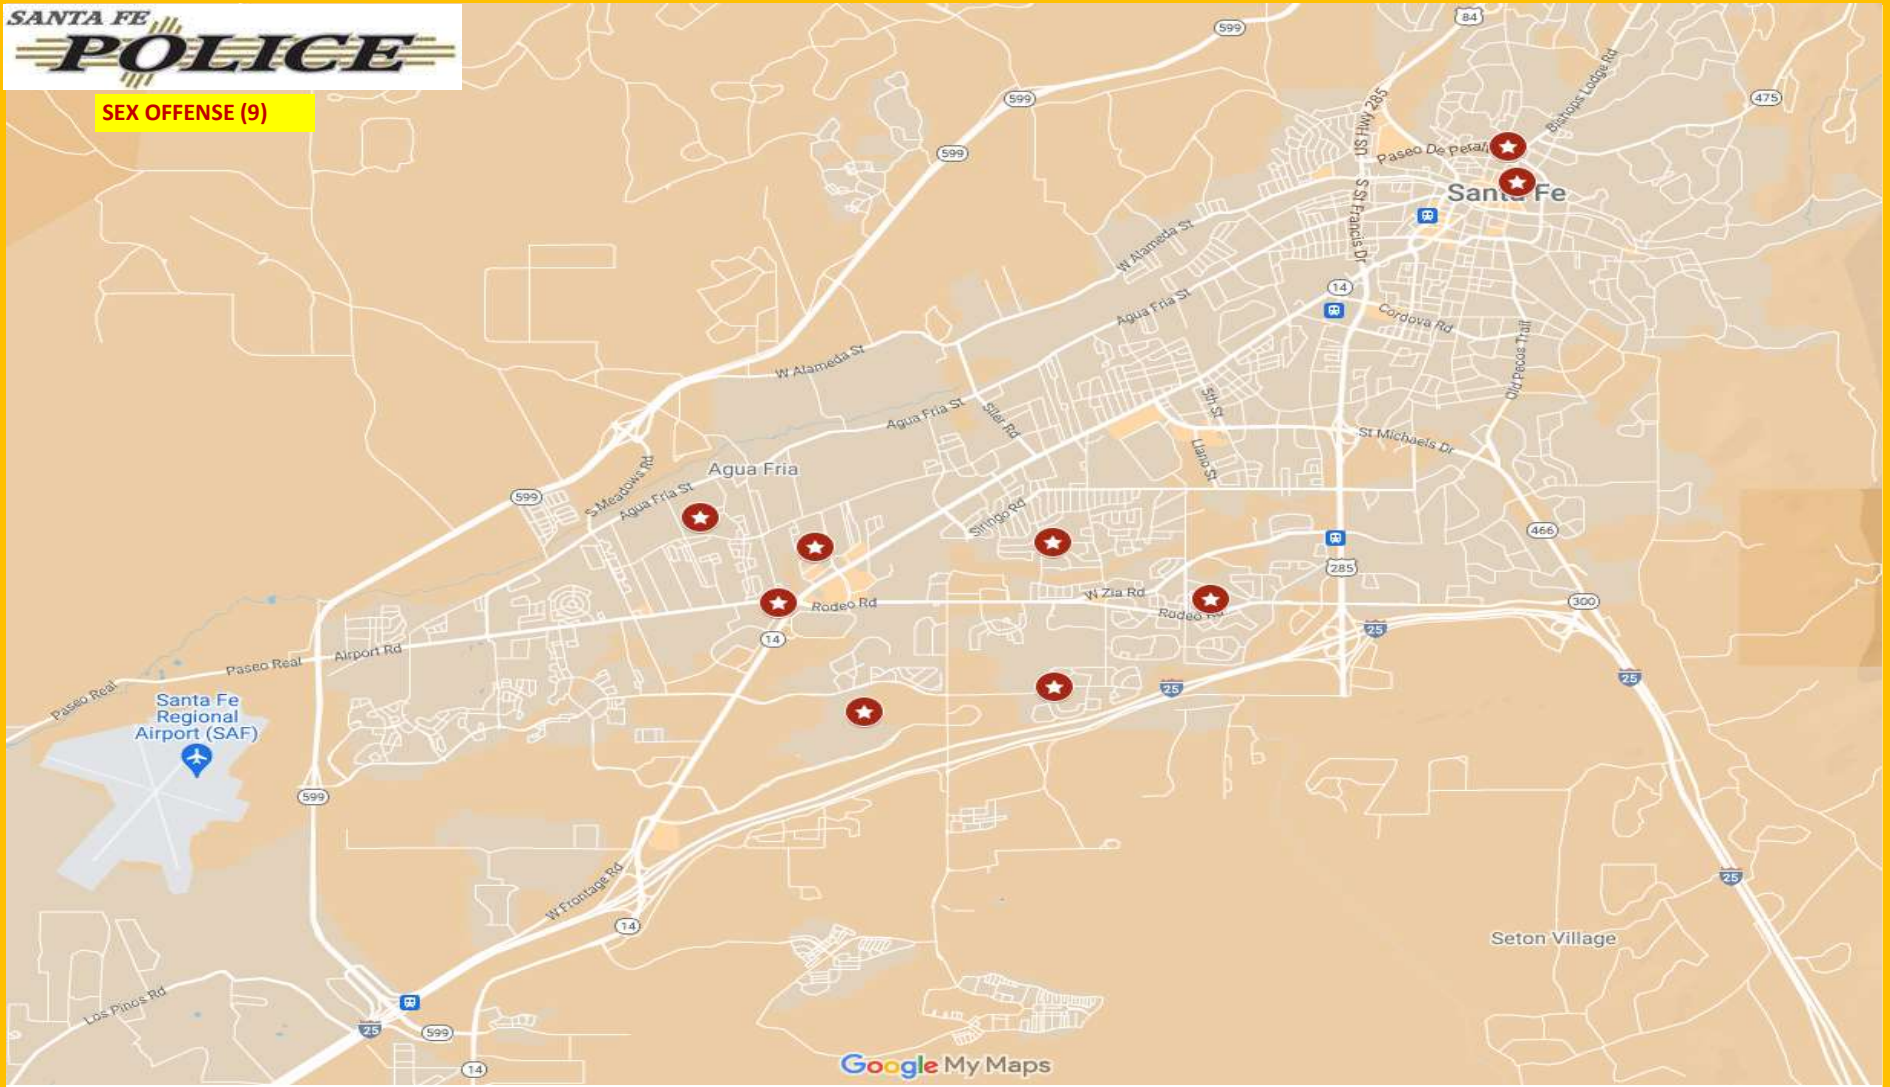 SANTA FE
POLICE
SEX OFFENSE (9)
84
599
599
475
599
US Hwy 285
Bishops Lodge Rd
Paseo De Peral
Santa Fe
S St Francis Dr
W Alameda St
14
Agua Fria St
Cordova Rd
Old Pecos Trail
W Alameda St
5th St
Agua Fria St
Siler Rd
St Michaels Dr
Llano St
Agua Fria
S Meadows Rd
599
Agua Fria St
Siringo Rd
466
285
W Zia Rd
300
Rodeo Rd
Rodeo
25
14
Airport Rd
Paseo Real
25
25
Paseo Real
Santa Fe
Regional
Airport (SAF)
599
25
W Frontage Rd
14
Seton Village
Los Pinos Rd
25
599
14
Google My Maps